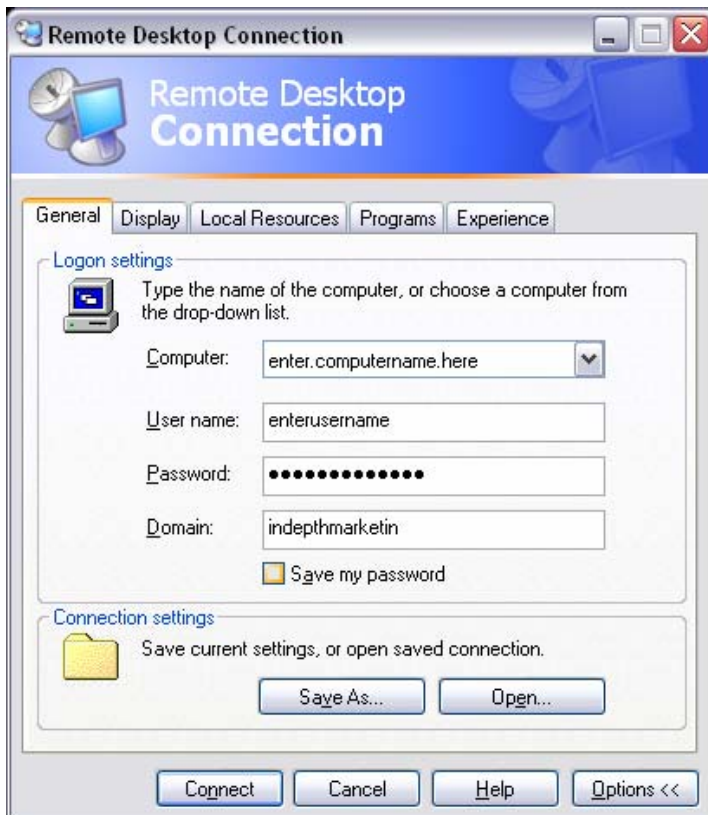 Remote Desktop Connection
Remote Desktop
Connection
General Display Local Resources Programs Experience
Logon settings
Type the name of the computer, or choose a computer from
the drop-down list.
Computer: enter.computername.here
User name: enterusername
Password: ●●●●●●●●●●●●●
Domain: indepthmarketin
Save my password
Connection settings
Save current settings, or open saved connection.
Save As... Open...
Connect Cancel Help Options <<